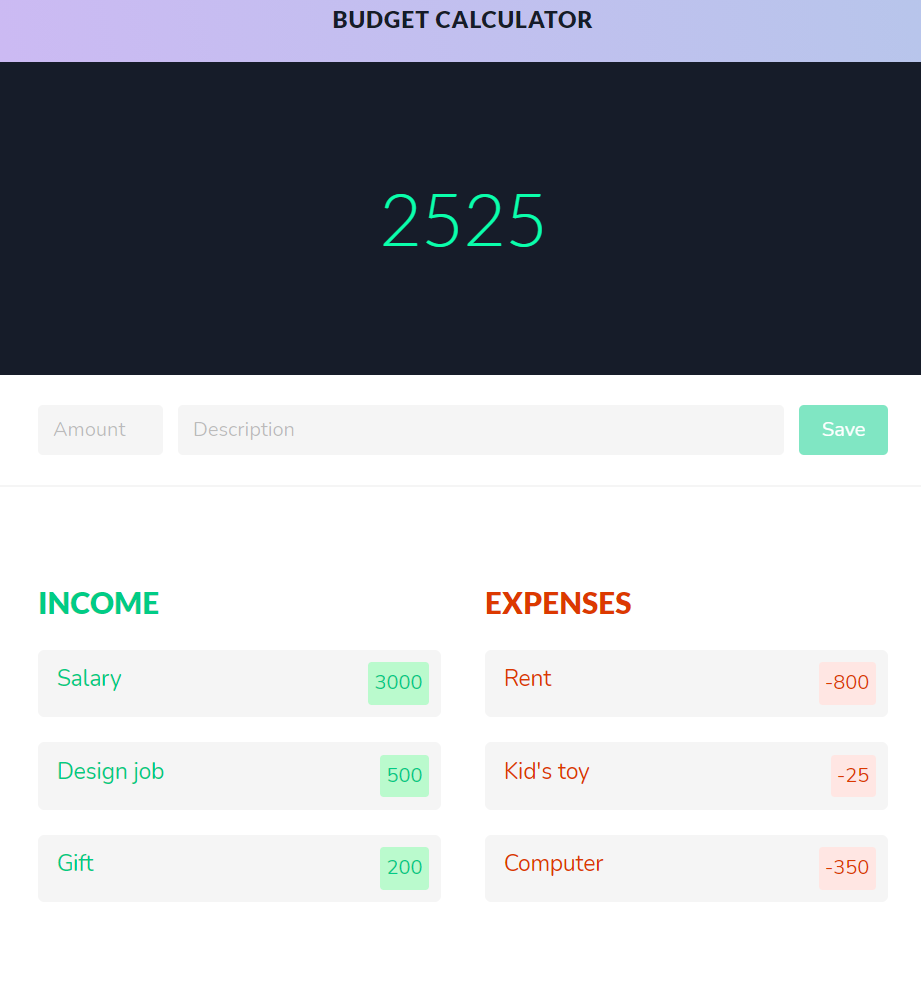 BUDGET CALCULATOR
2525
Amount
Description
Save
INCOME
Salary 3000
Design job 500
Gift 200
EXPENSES
Rent -800
Kid's toy -25
Computer -350